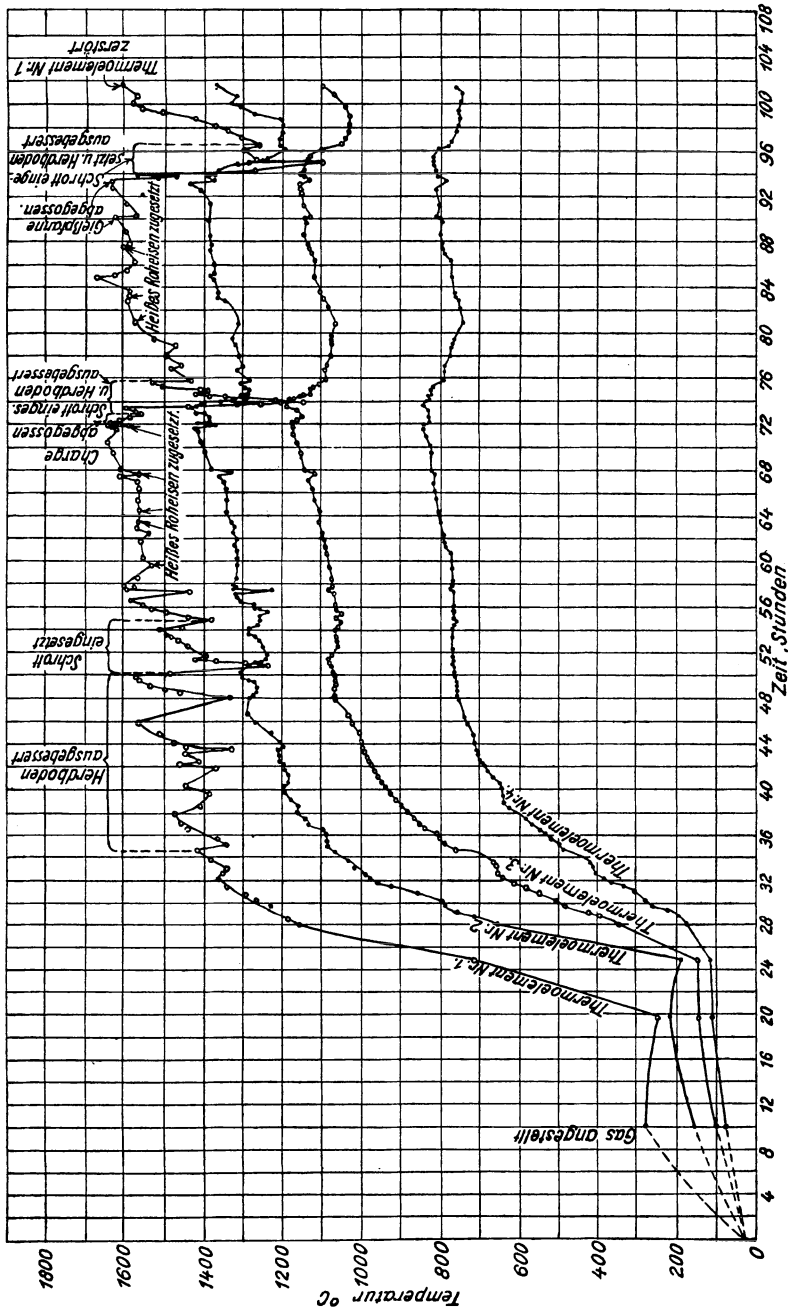 Thermoelement Nr. 1
zerstört
Schrott einge-
setzt u. Herdboden
ausgebessert
Gießpfanne
abgegossen.
Heißes Roheisen zugesetzt
Schrott einges.
u. Herdboden
ausgebessert
Charge
abgegossen
Heißes Roheisen zugesetzt.
Schrott
eingesetzt
Herdboden
ausgebessert
Thermoelement Nr. 4.
Thermoelement Nr. 3
Thermoelement Nr. 2
Thermoelement Nr. 1.
Gas angestellt
Temperatur °C
1800
1600
1400
1200
1000
800
600
400
200
0
4
8
12
16
20
24
28
32
36
40
44
48
52
56
60
64
68
72
76
80
84
88
92
96
100
104
108
Zeit, Stunden